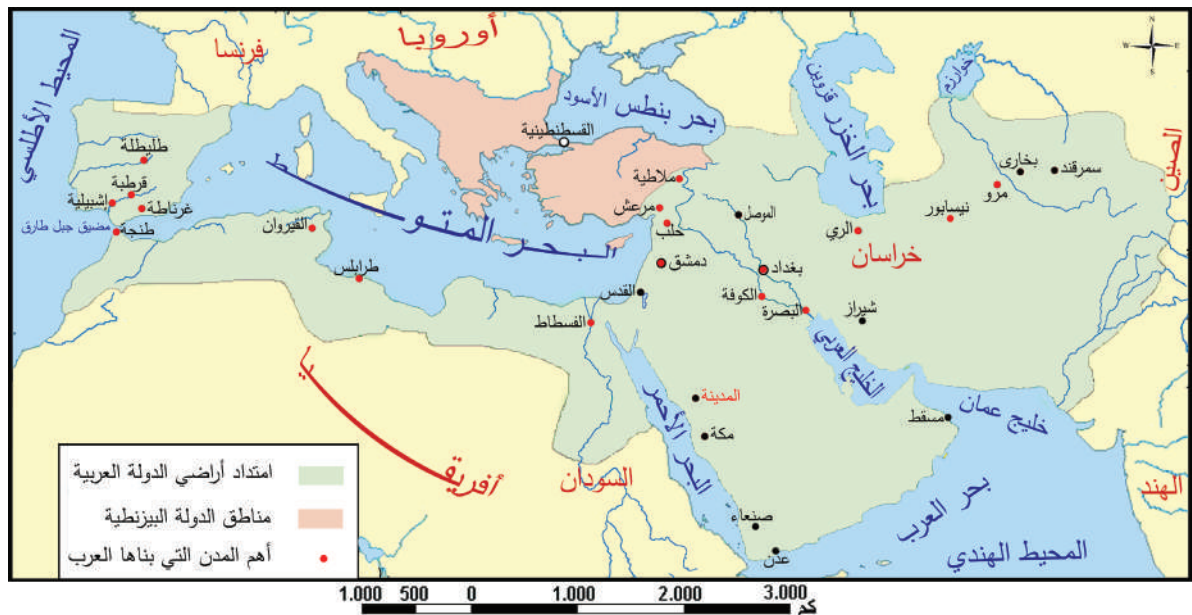 أوروبا
فرنسا
المحيط الأطلسي
N
W
E
S
خوارزم
بحر الخزر قزوين
بحر بنطس الأسود
القسطنطينية
الصين
طليطلة
قرطبة
إشبيلية
غرناطة
مضيق جبل طارق
طنجة
القيروان
طرابلس
البحر المتوسط
ملاطية
مرعش
حلب
الموصل
دمشق
القدس
بغداد
الكوفة
البصرة
الري
خراسان
نيسابور
مرو
بخارى
سمرقند
شيراز
الفسطاط
الخليج العربي
خليج عمان
مسقط
المدينة
مكة
البحر الأحمر
السودان
أفريقيا
صنعاء
عدن
بحر العرب
المحيط الهندي
الهند
امتداد أراضي الدولة العربية
مناطق الدولة البيزنطية
أهم المدن التي بناها العرب
1.000 500 0 1.000 2.000 3.000
كم